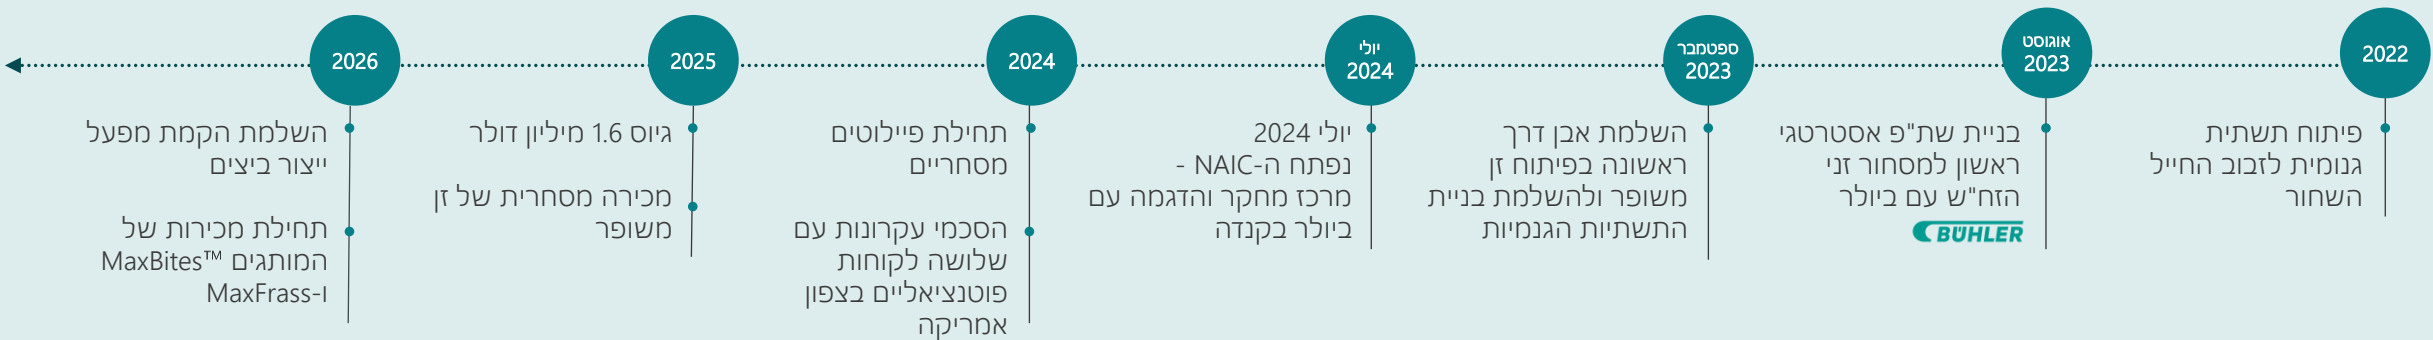 2022
פיתוח תשתית
גנומית לזבוב החייל
השחור
אוגוסט
2023
בניית שת"פ אסטרטגי
ראשון למסחור זני
הזח"ש עם ביולר
BÜHLER
ספטמבר
2023
השלמת אבן דרך
ראשונה בפיתוח זן
משופר ולהשלמת בניית
התשתיות הגנמיות
יולי
2024
יולי 2024
נפתח ה-NAIC -
מרכז מחקר והדגמה עם
ביולר בקנדה
2024
תחילת פיילוטים
מסחריים
הסכמי עקרונות עם
שלושה לקוחות
פוטנציאליים בצפון
אמריקה
2025
גיוס 1.6 מיליון דולר
מכירה מסחרית של זן
משופר
2026
השלמת הקמת מפעל
ייצור ביצים
תחילת מכירות של
המותגים MaxBites™
ו-MaxFrass